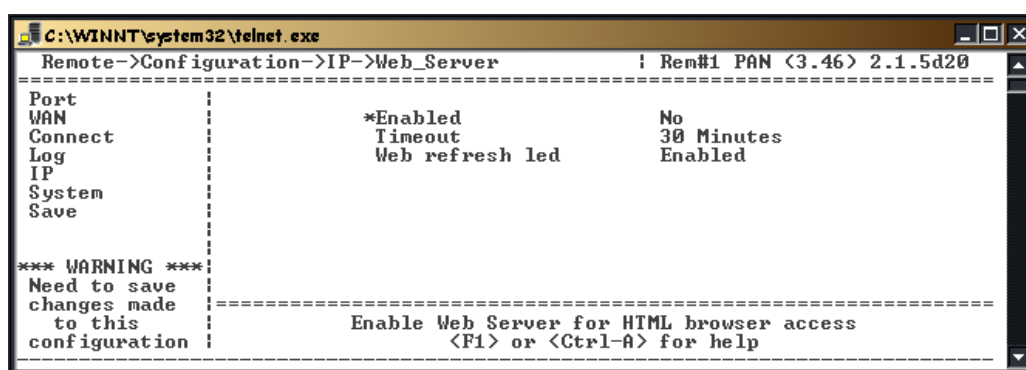 C:\WINNT\system32\telnet.exe
Remote->Configuration->IP->Web_Server | Rem#1 PAN (3.46) 2.1.5d20
Port
WAN *Enabled No
Connect Timeout 30 Minutes
Log Web refresh led Enabled
IP
System
Save
*** WARNING ***
Need to save
changes made
to this Enable Web Server for HTML browser access
configuration <F1> or <Ctrl-A> for help